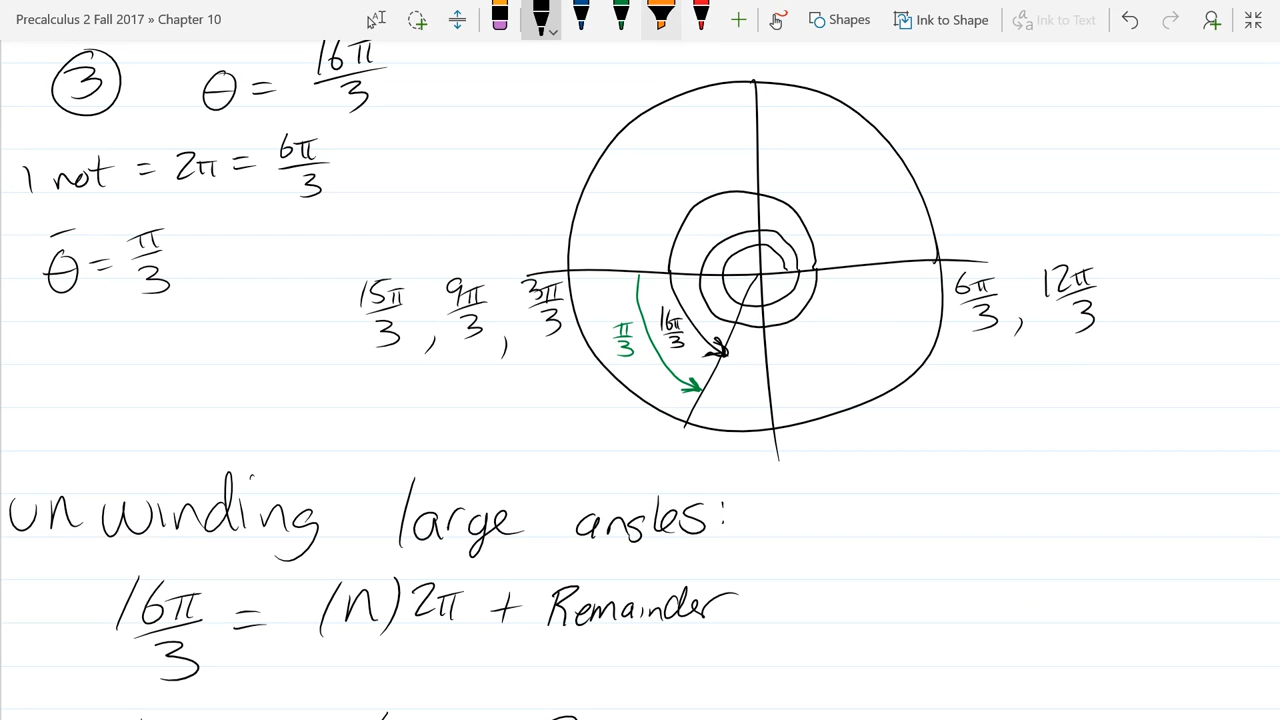 Precalculus 2 Fall 2017 » Chapter 10
Shapes
Ink to Shape
Ink to Text
③ θ = 16π/3
1 rot = 2π = 6π/3
θ̄ = π/3
15π/3 , 9π/3 , 3π/3
π/3
16π/3
6π/3 , 12π/3
unwinding large angles:
16π/3 = (n) 2π + Remainder